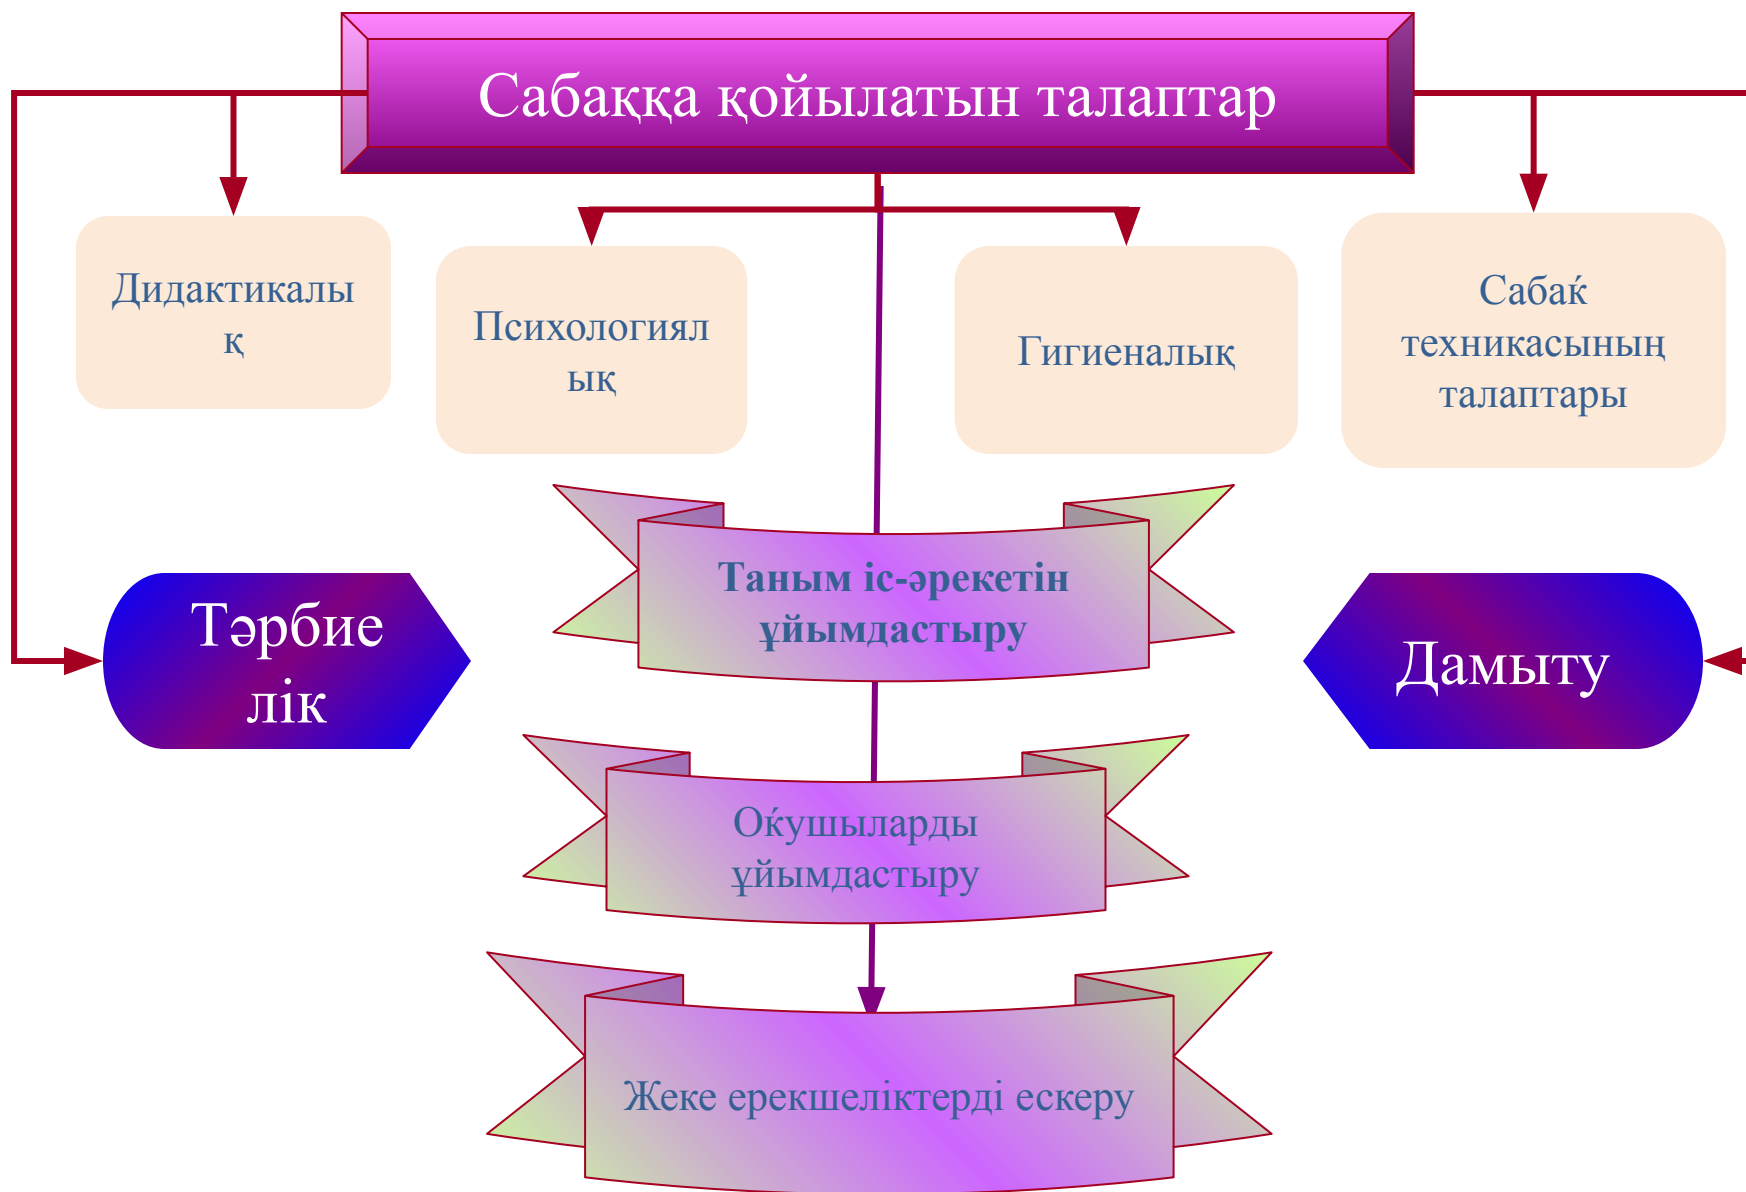 Сабаққа қойылатын талаптар
Дидактикалы
қ
Психологиял
ық
Гигиеналық
Сабаќ
техникасының
талаптары
Таным іс-әрекетін
ұйымдастыру
Тәрбие
лік
Дамыту
Оќушыларды
ұйымдастыру
Жеке ерекшеліктерді ескеру